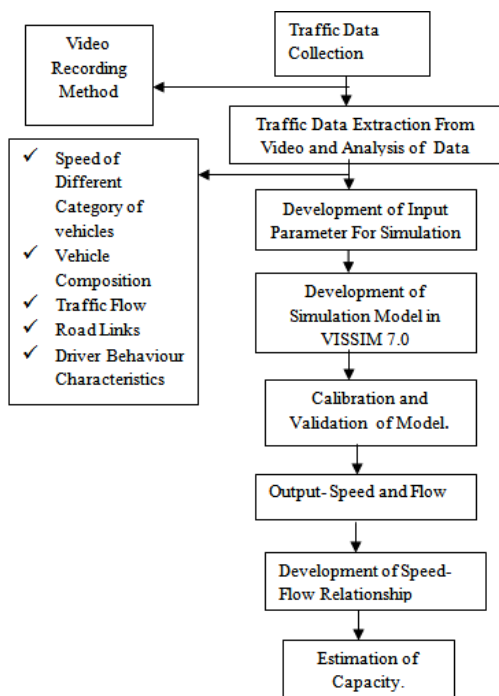 Traffic Data
Collection
Video
Recording
Method
Traffic Data Extraction From
Video and Analysis of Data
✓ Speed of
Different
Category of
vehicles
✓ Vehicle
Composition
✓ Traffic Flow
✓ Road Links
✓ Driver Behaviour
Characteristics
Development of Input
Parameter For Simulation
Development of
Simulation Model in
VISSIM 7.0
Calibration and
Validation of Model.
Output- Speed and Flow
Development of Speed-
Flow Relationship
Estimation of
Capacity.